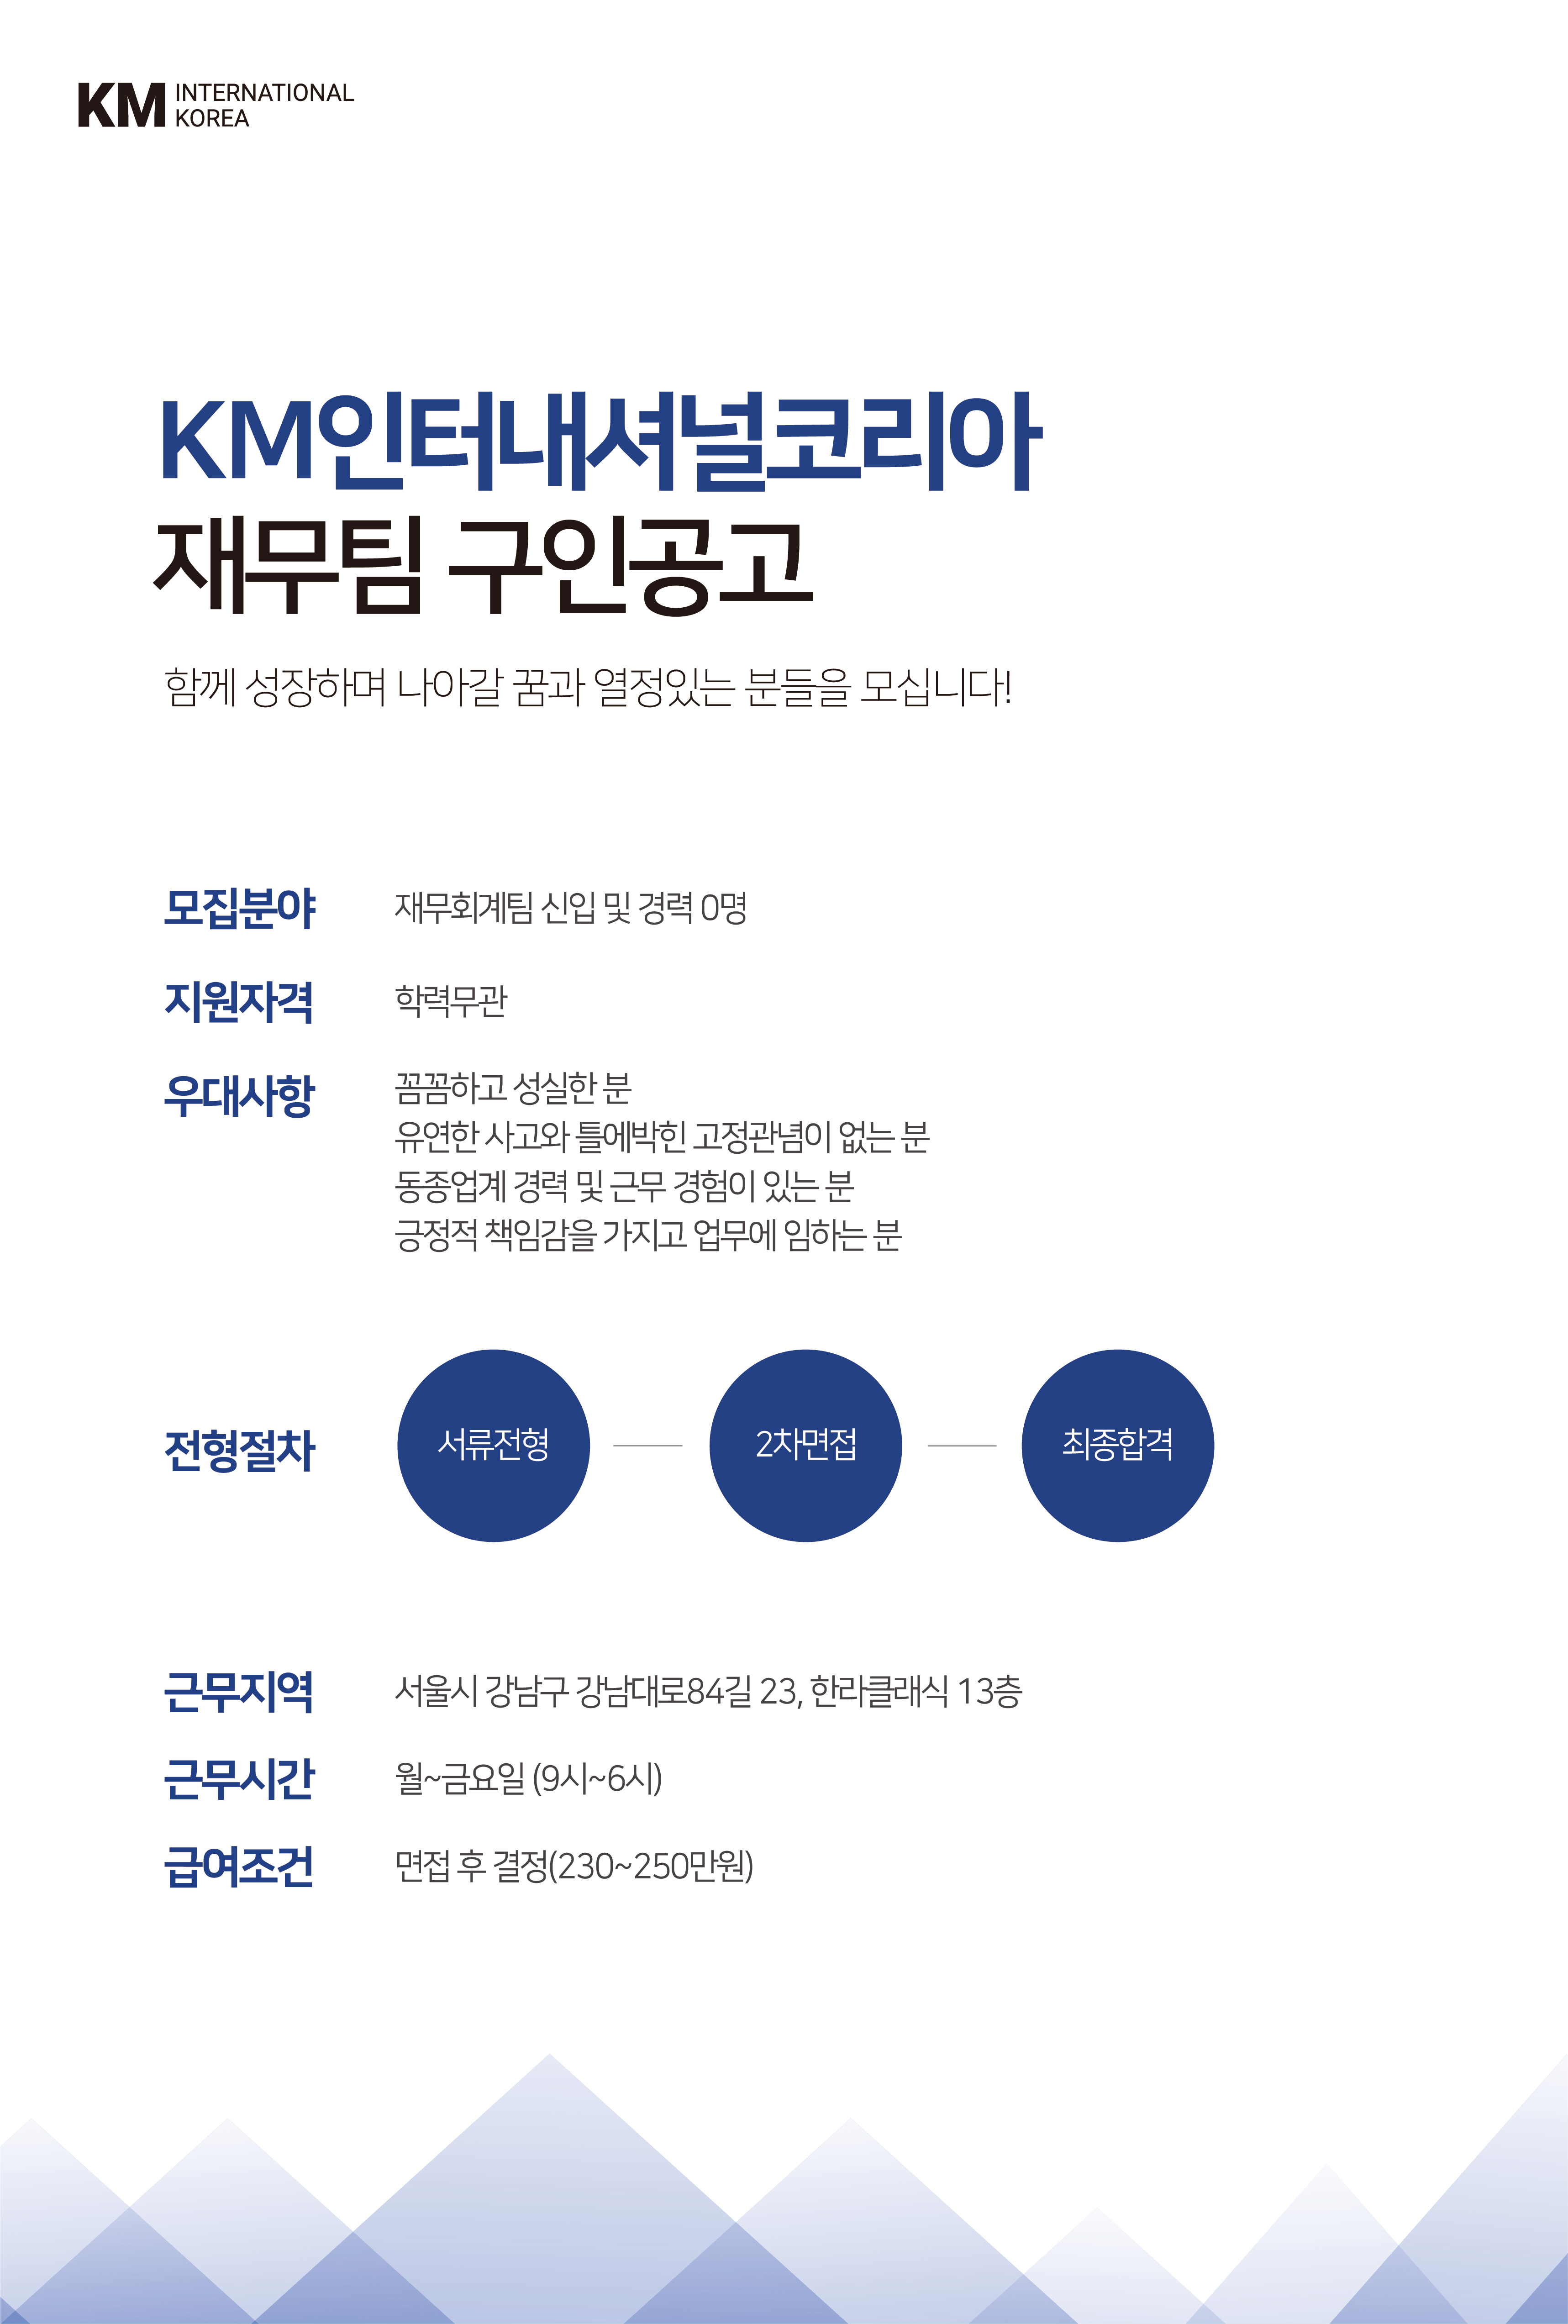 KM INTERNATIONAL
KOREA
KM인터내셔널코리아
재무팀 구인공고
함께 성장하며 나아갈 꿈과 열정있는 분들을 모십니다!
모집분야 재무회계팀 신입 및 경력 0명
지원자격 학력무관
우대사항 꼼꼼하고 성실한 분
유연한 사고와 틀에박힌 고정관념이 없는 분
동종업계 경력 및 근무 경험이 있는 분
긍정적 책임감을 가지고 업무에 임하는 분
전형절차 서류전형 2차면접 최종합격
근무지역 서울시 강남구 강남대로84길 23, 한라클래식 13층
근무시간 월~금요일 (9시~6시)
급여조건 면접 후 결정(230~250만원)